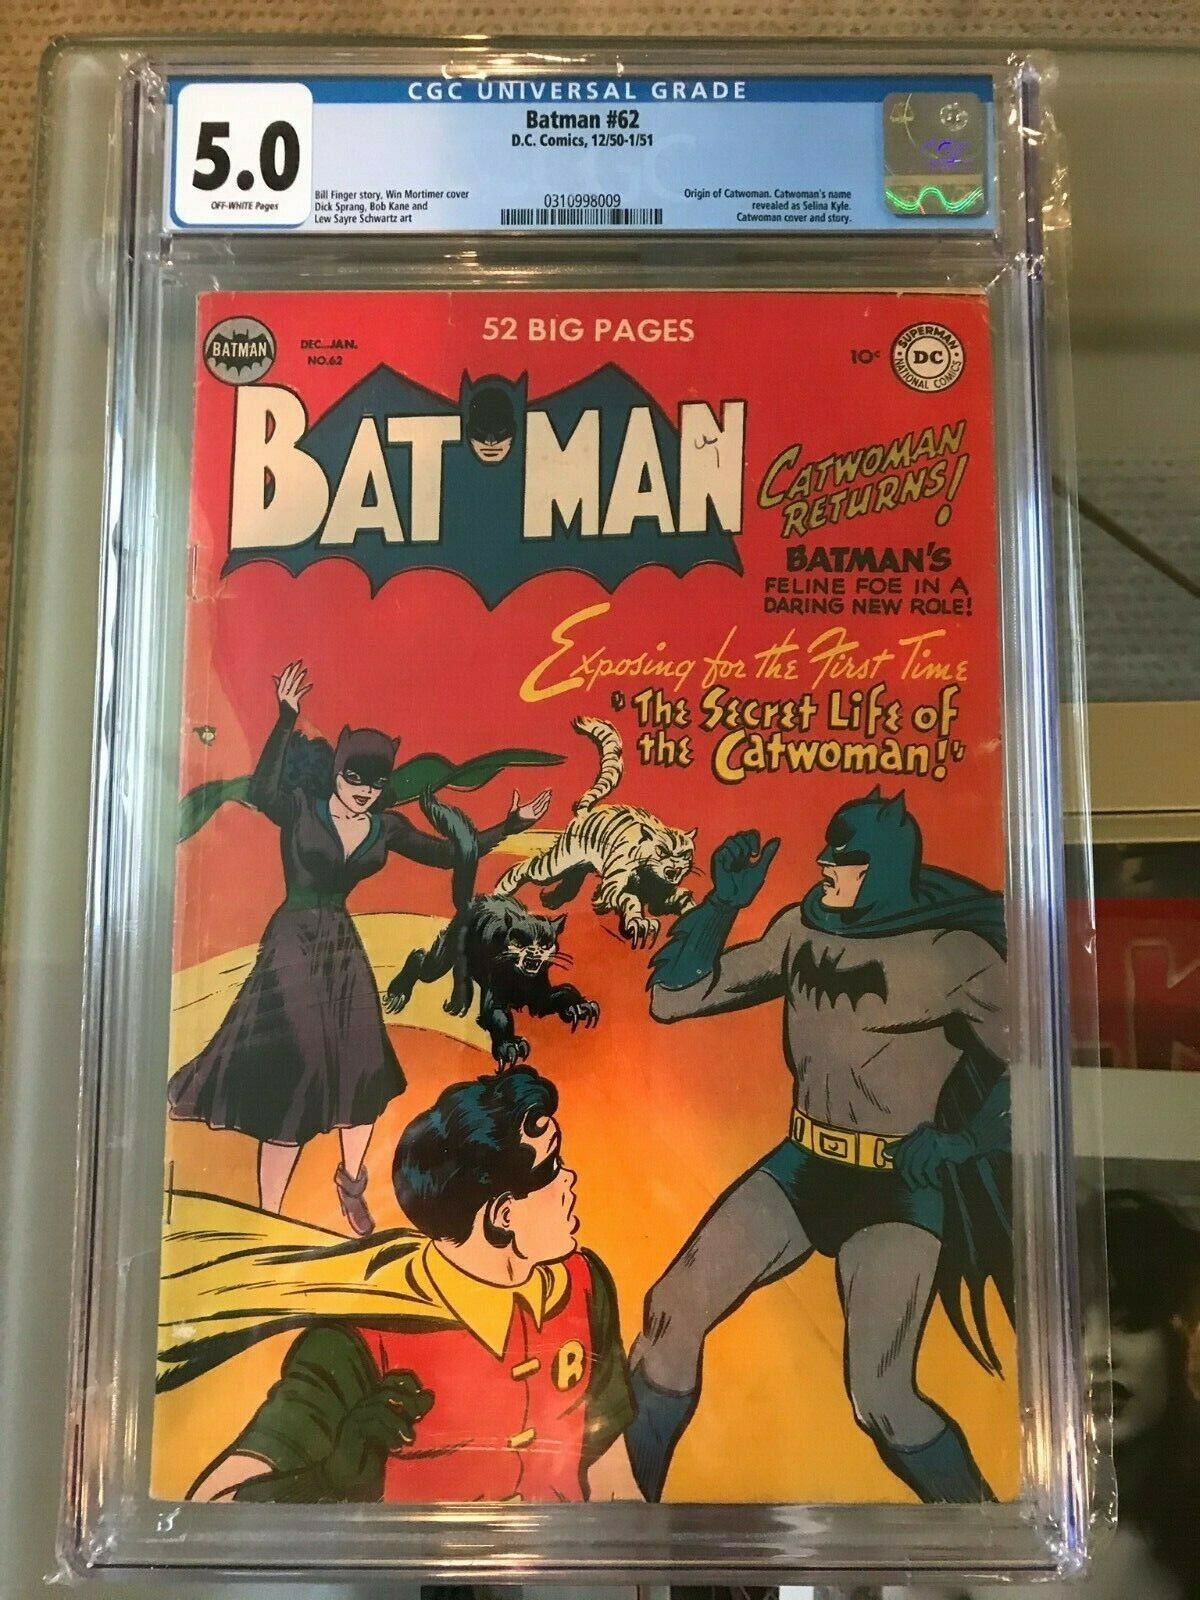 CGC UNIVERSAL GRADE
5.0
OFF-WHITE Pages
Batman #62
D.C. Comics, 12/50-1/51
Bill Finger story, Win Mortimer cover
Dick Sprang, Bob Kane and
Lew Sayre Schwartz art
0310998009
Origin of Catwoman. Catwoman's name
revealed as Selina Kyle.
Catwoman cover and story.
52 BIG PAGES
BATMAN
DEC.-JAN.
NO.62
10¢
SUPERMAN
DC
NATIONAL COMICS
BATMAN
CATWOMAN
RETURNS!
BATMAN'S
FELINE FOE IN A
DARING NEW ROLE!
Exposing for the First Time
"The Secret Life of
the Catwoman!"
R